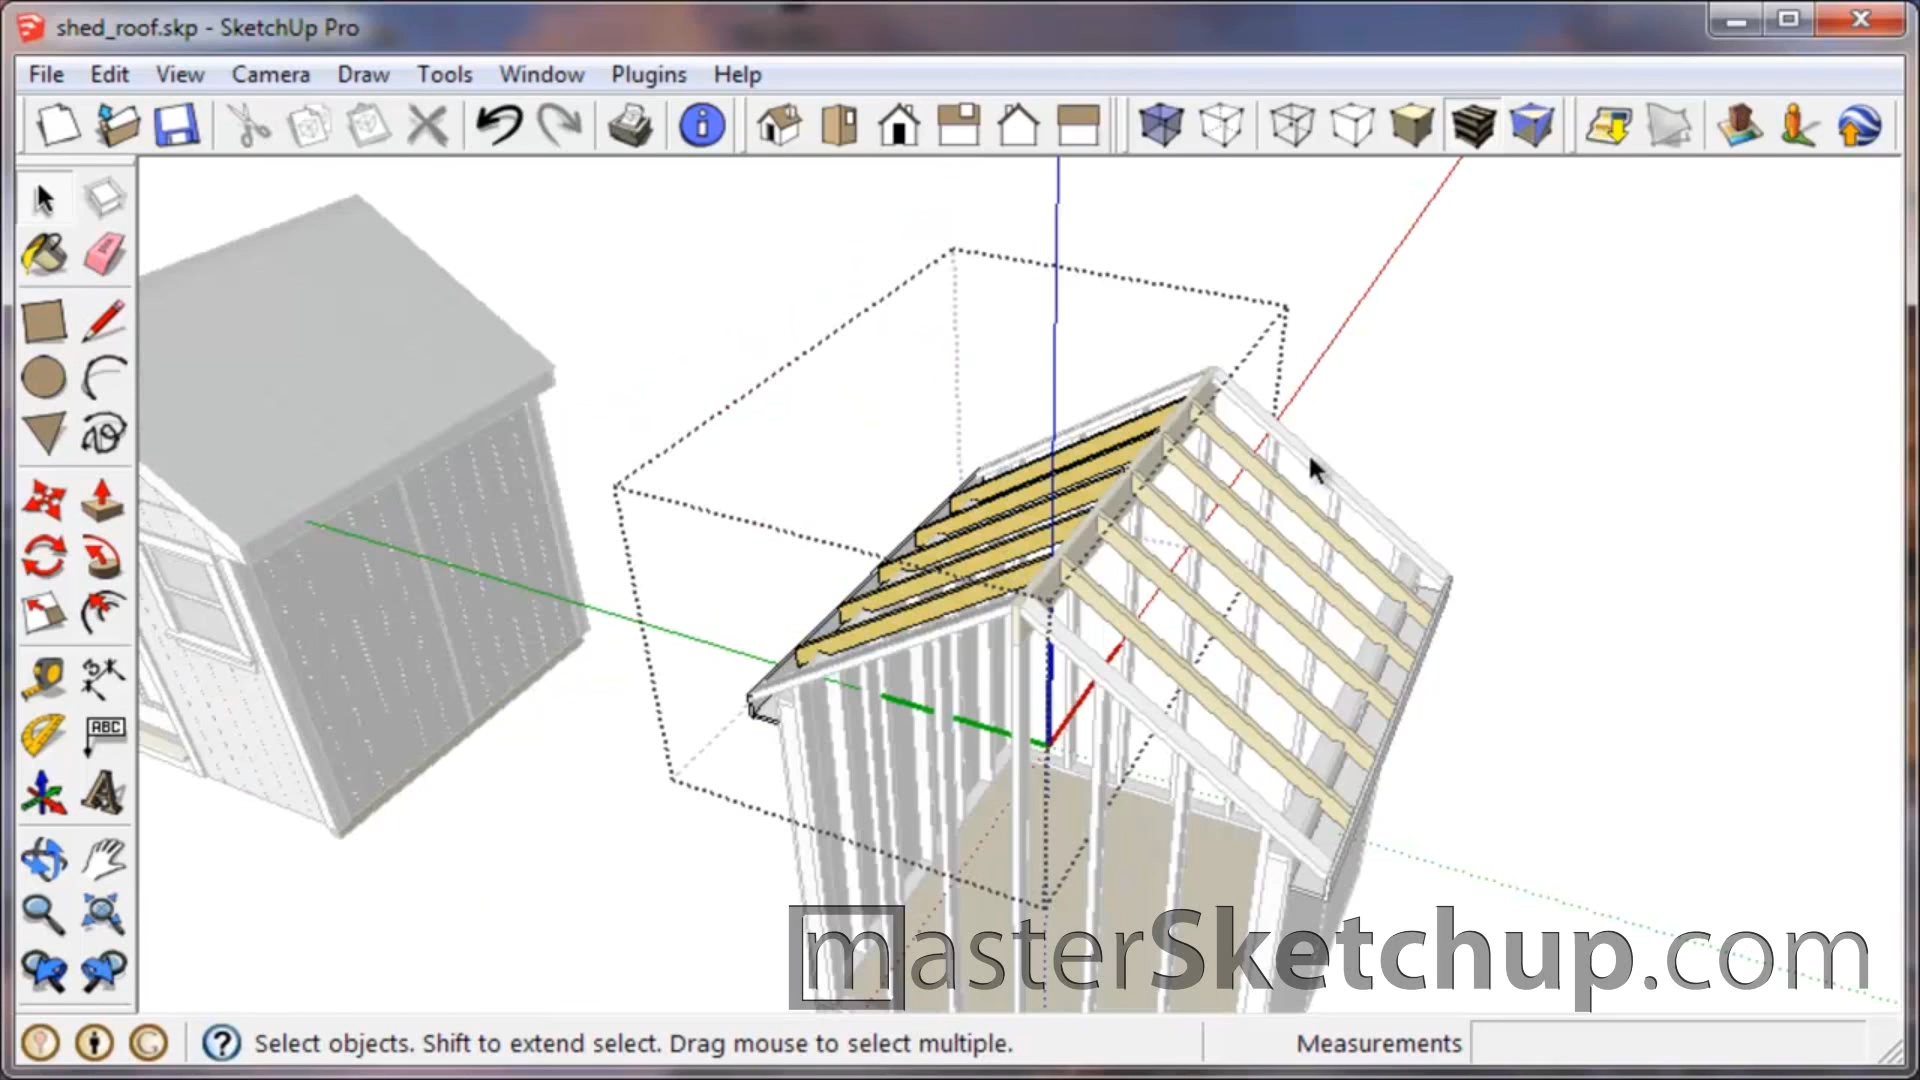 shed_roof.skp - SketchUp Pro
File Edit View Camera Draw Tools Window Plugins Help
ABC
masterSketchup.com
Select objects. Shift to extend select. Drag mouse to select multiple. Measurements